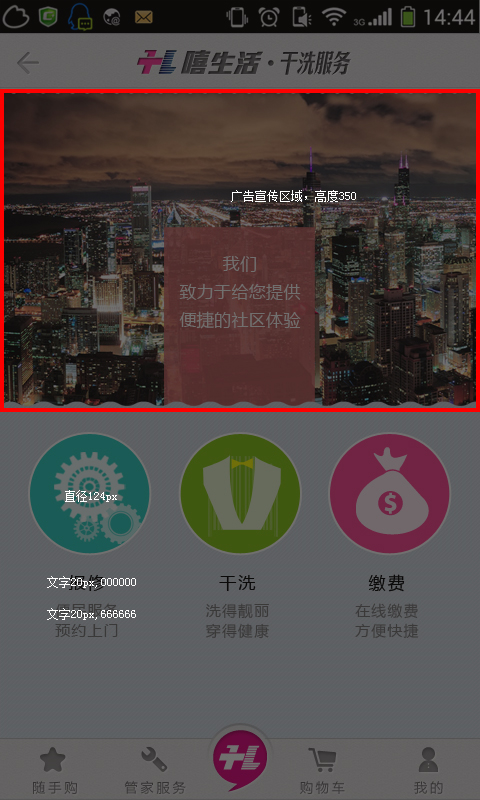 3G 14:44
嘻生活·干洗服务
广告宣传区域，高度350
我们
致力于给您提供
便捷的社区体验
直径124px
文字20px,000000
干洗
缴费
文字20px,666666
预约上门
洗得靓丽
穿得健康
在线缴费
方便快捷
随手购
管家服务
购物车
我的